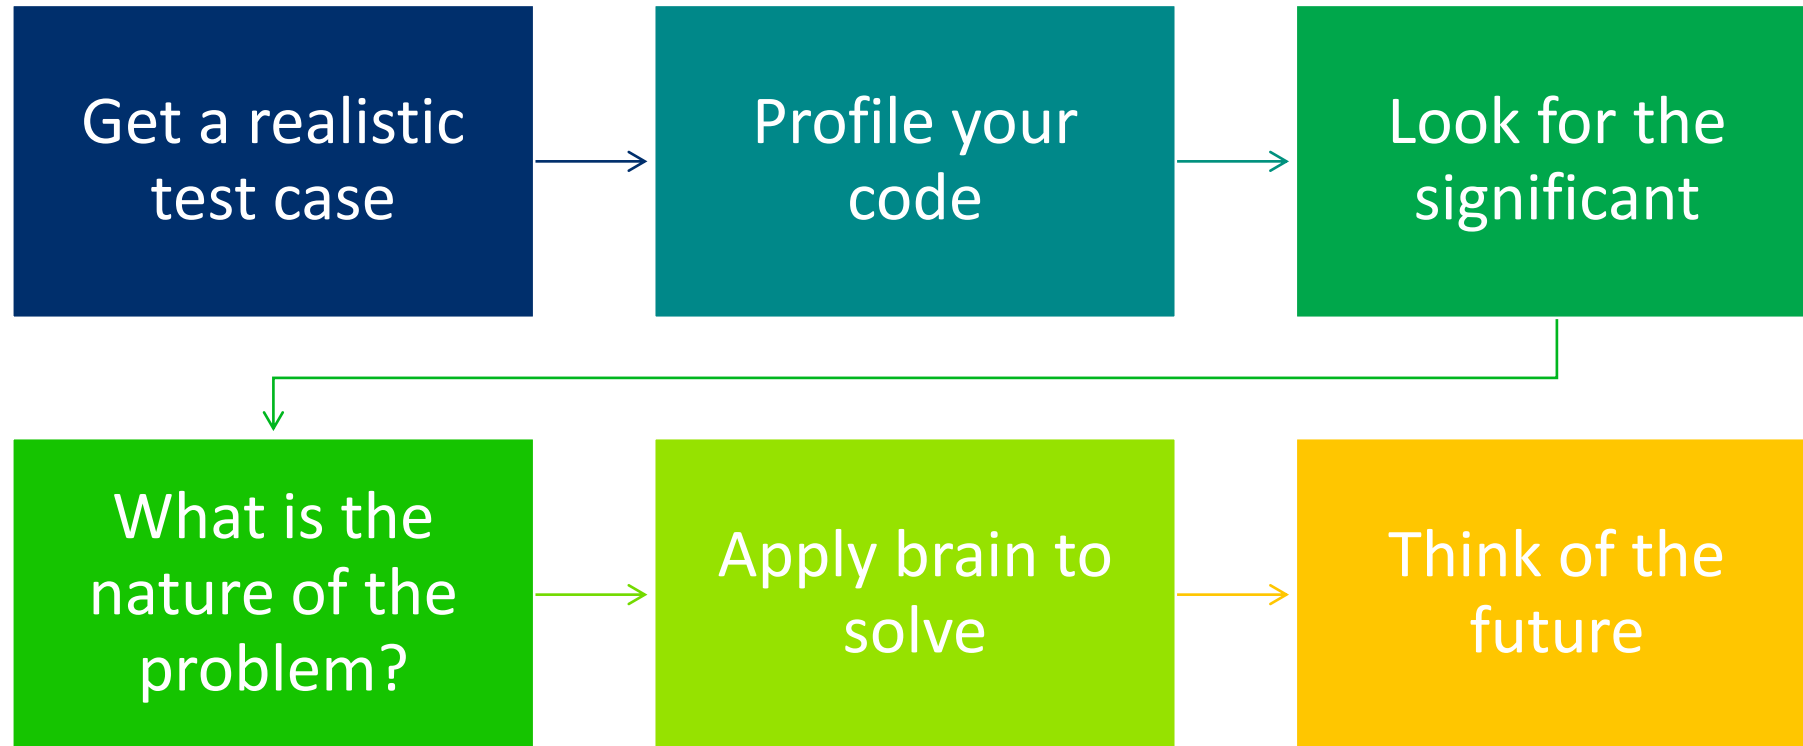 Get a realistic
test case
Profile your
code
Look for the
significant
What is the
nature of the
problem?
Apply brain to
solve
Think of the
future